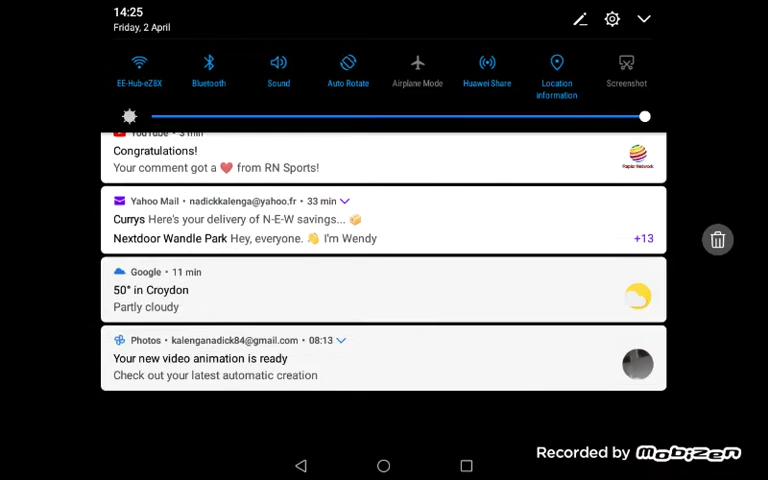 14:25
Friday, 2 April
EE-Hub-eZ8X
Bluetooth
Sound
Auto Rotate
Airplane Mode
Huawei Share
Location information
Screenshot
YouTube • 3 min
Congratulations!
Your comment got a ❤️ from RN Sports!
Yahoo Mail • nadickkalenga@yahoo.fr • 33 min
Currys Here's your delivery of N-E-W savings... 📦
Nextdoor Wandle Park Hey, everyone. 👋 I'm Wendy
+13
Google • 11 min
50° in Croydon
Partly cloudy
Photos • kalenganadick84@gmail.com • 08:13
Your new video animation is ready
Check out your latest automatic creation
Recorded by Mobizen